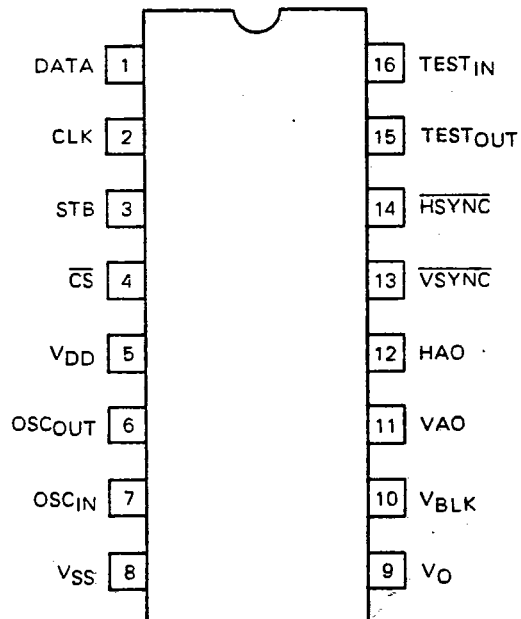 DATA 1 16 TESTIN
CLK 2 15 TESTOUT
STB 3 14 HSYNC
CS 4 13 VSYNC
VDD 5 12 HAO
OSCOUT 6 11 VAO
OSCIN 7 10 VBLK
VSS 8 9 VO